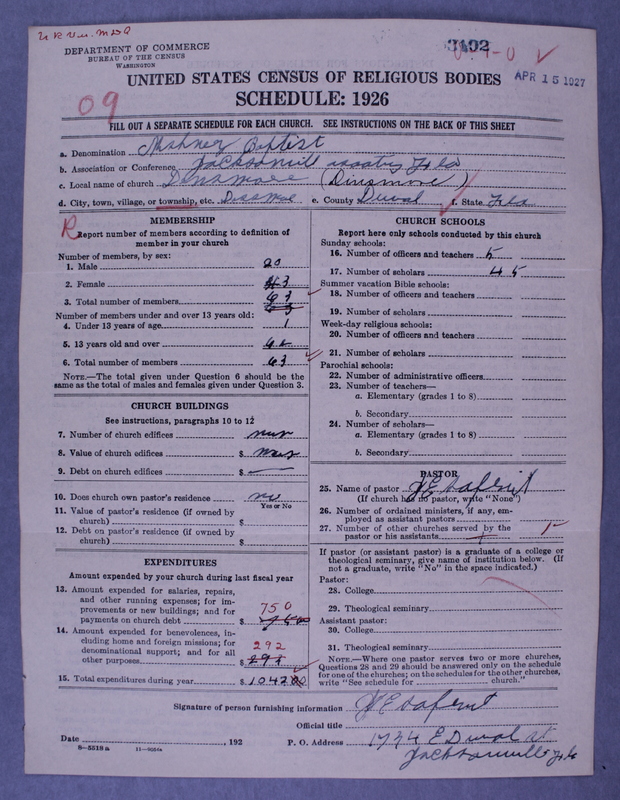 DEPARTMENT OF COMMERCE
BUREAU OF THE CENSUS
WASHINGTON
APR 15 1927
UNITED STATES CENSUS OF RELIGIOUS BODIES
SCHEDULE: 1926
09
FILL OUT A SEPARATE SCHEDULE FOR EACH CHURCH. SEE INSTRUCTIONS ON THE BACK OF THIS SHEET
a. Denomination Baptist
b. Association or Conference Jacksonvill Fla
c. Local name of church Dinsmore (Dinsmore)
d. City, town, village, or township, etc. e. County Duval f. State Fla
MEMBERSHIP
R
Report number of members according to definition of
member in your church
Number of members, by sex:
1. Male 20
2. Female 43
3. Total number of members 63
Number of members under and over 13 years old:
4. Under 13 years of age 1
5. 13 years old and over 62
6. Total number of members 63
NOTE.—The total given under Question 6 should be the
same as the total of males and females given under Question 3.
CHURCH BUILDINGS
See instructions, paragraphs 10 to 12
7. Number of church edifices
8. Value of church edifices $
9. Debt on church edifices $
10. Does church own pastor's residence no
Yes or No
11. Value of pastor's residence (if owned by
church) $
12. Debt on pastor's residence (if owned by
church) $
EXPENDITURES
Amount expended by your church during last fiscal year
13. Amount expended for salaries, repairs,
and other running expenses; for im-
provements or new buildings; and for
payments on church debt $ 750
14. Amount expended for benevolences, in-
cluding home and foreign missions; for
denominational support; and for all
other purposes $ 292
15. Total expenditures during year $ 1042
CHURCH SCHOOLS
Report here only schools conducted by this church
Sunday schools:
16. Number of officers and teachers 5
17. Number of scholars 45
Summer vacation Bible schools:
18. Number of officers and teachers
19. Number of scholars
Week-day religious schools:
20. Number of officers and teachers
21. Number of scholars
Parochial schools:
22. Number of administrative officers
23. Number of teachers—
a. Elementary (grades 1 to 8)
b. Secondary
24. Number of scholars—
a. Elementary (grades 1 to 8)
b. Secondary
PASTOR
25. Name of pastor
(If church has no pastor, write "None")
26. Number of ordained ministers, if any, em-
ployed as assistant pastors
27. Number of other churches served by the
pastor or his assistants 1
If pastor (or assistant pastor) is a graduate of a college or
theological seminary, give name of institution below. (If
not a graduate, write "No" in the space indicated.)
Pastor:
28. College
29. Theological seminary
Assistant pastor:
30. College
31. Theological seminary
NOTE.—Where one pastor serves two or more churches,
Questions 28 and 29 should be answered only on the schedule
for one of the churches; on the schedules for the other churches,
write "See schedule for church."
Signature of person furnishing information
Official title
Date , 192
P. O. Address 1734 E Duval
Jacksonvill Fla
8—5518a